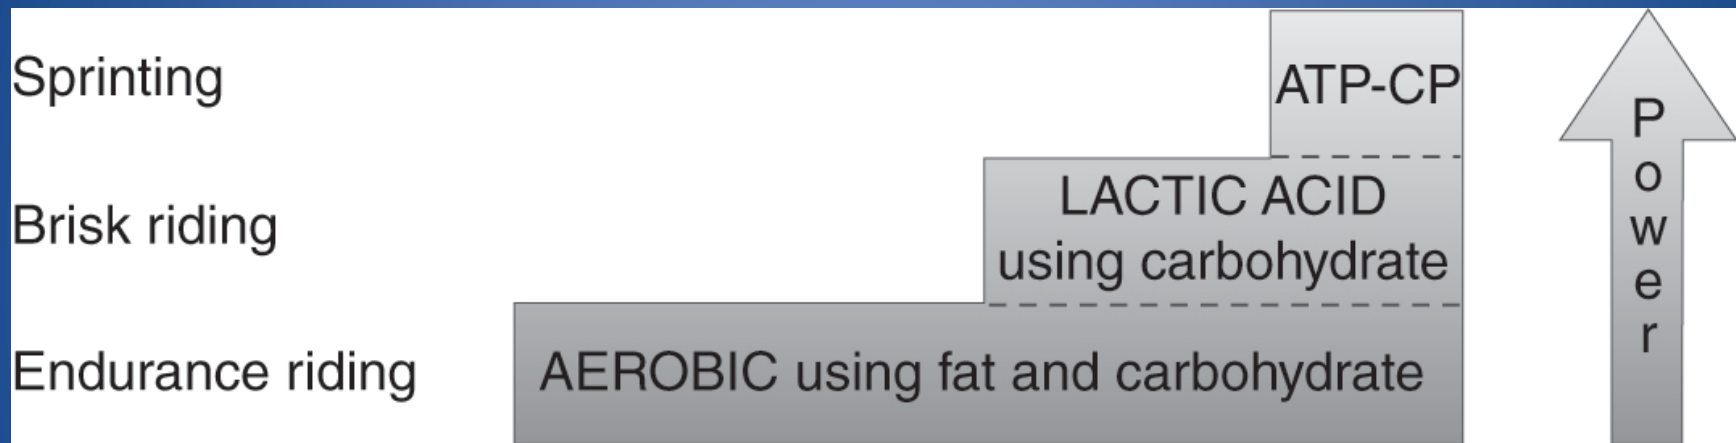 Sprinting
ATP-CP
Brisk riding
LACTIC ACID
using carbohydrate
Endurance riding
AEROBIC using fat and carbohydrate
Power